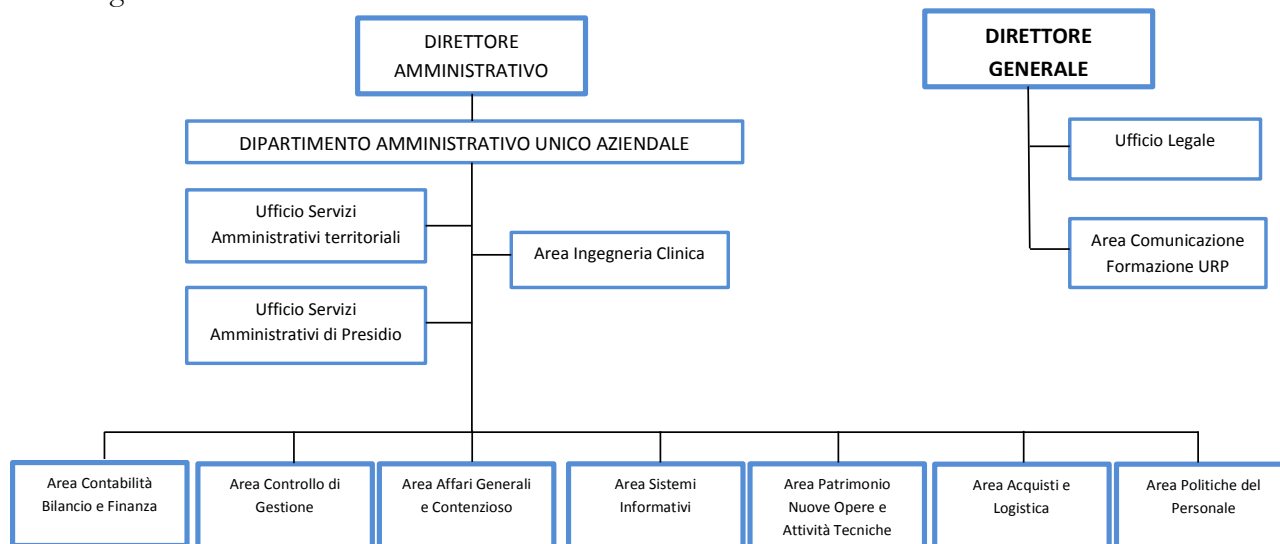 DIRETTORE
AMMINISTRATIVO
DIRETTORE
GENERALE
DIPARTIMENTO AMMINISTRATIVO UNICO AZIENDALE
Ufficio Legale
Ufficio Servizi
Amministrativi territoriali
Area Ingegneria Clinica
Area Comunicazione
Formazione URP
Ufficio Servizi
Amministrativi di Presidio
Area Contabilità
Bilancio e Finanza
Area Controllo di
Gestione
Area Affari Generali
e Contenzioso
Area Sistemi
Informativi
Area Patrimonio
Nuove Opere e
Attività Tecniche
Area Acquisti e
Logistica
Area Politiche del
Personale